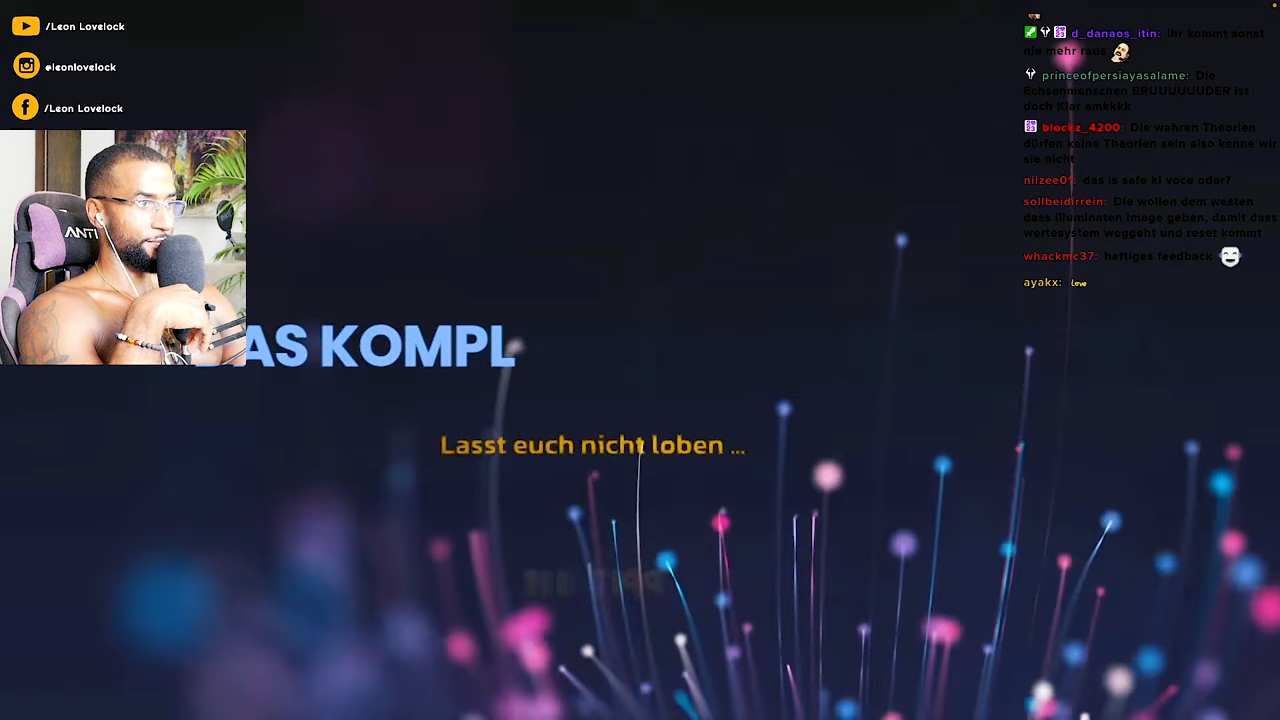 /Leon Lovelock
@leonlovelock
/Leon Lovelock
ANTI
AS KOMPL
Lasst euch nicht loben ...
d_danaos_itin: ihr kommt sonst
nie mehr raus
princeofpersiayasalame: Die
Echsenmenschen BRUUUUUUDER ist
doch Klar amkkkk
blockz_4200: Die wahren Theorien
dürfen keine Theorien sein also kenne wir
sie nicht
nilzee01: das is safe ki voce oder?
sollbeidirrein: Die wollen dem westen
dass illuminaten image geben, damit dass
wertesystem weggeht und reset kommt
whackmc37: heftiges feedback
ayakx: Love